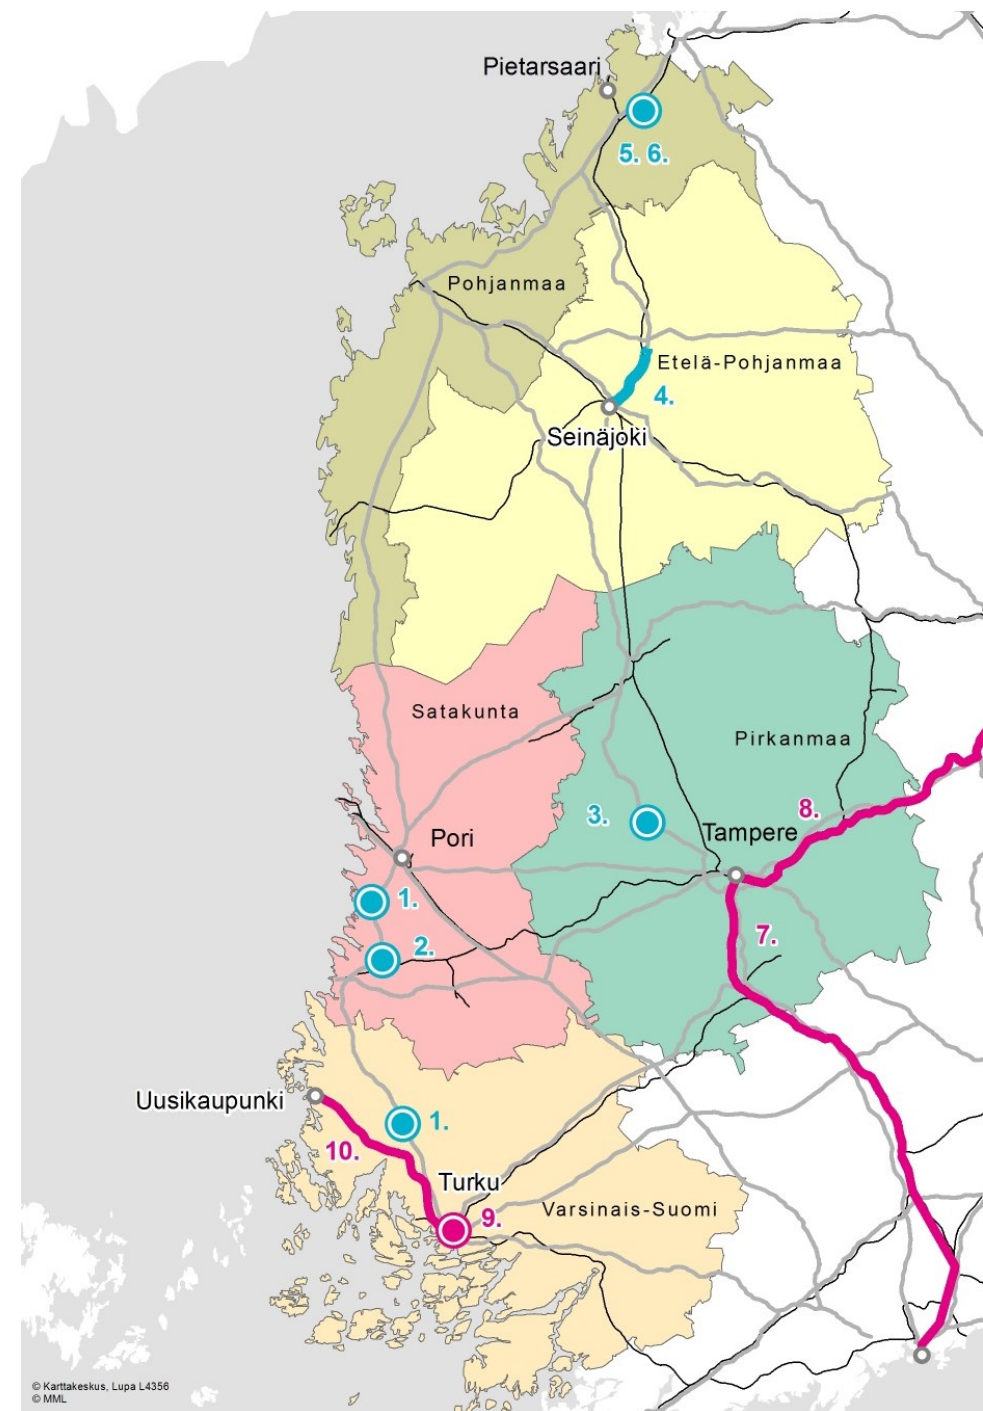 Pietarsaari
5. 6.
Pohjanmaa
Etelä-Pohjanmaa
4.
Seinäjoki
Satakunta
Pirkanmaa
8.
3.
Tampere
Pori
1.
7.
2.
Uusikaupunki
1.
10.
Turku
9.
Varsinais-Suomi
© Karttakeskus, Lupa L4356
© MML